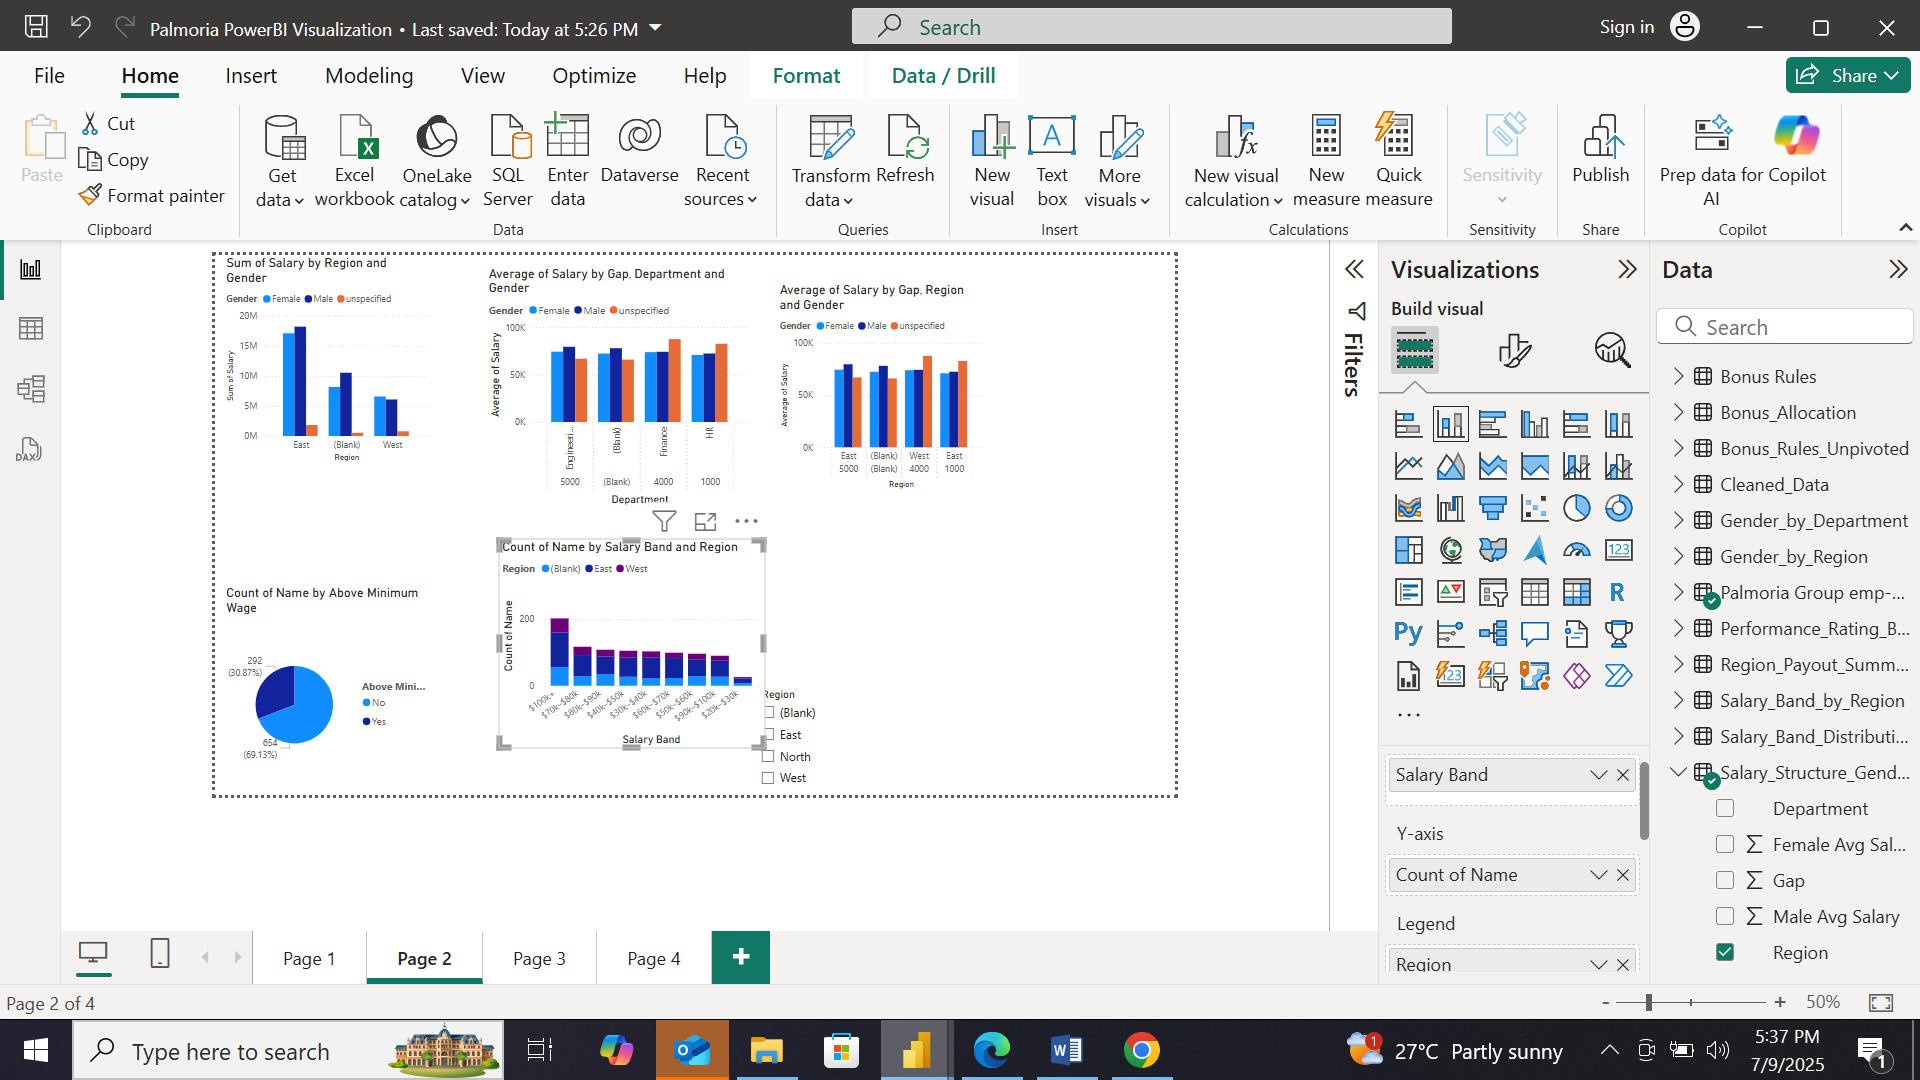 Palmoria PowerBI Visualization • Last saved: Today at 5:26 PM
Search
Sign in
File Home Insert Modeling View Optimize Help Format Data / Drill
Share
Paste
Cut
Copy
Format painter
Clipboard
Get data
Excel workbook
OneLake catalog
SQL Server
Enter data
Dataverse
Recent sources
Data
Transform data
Refresh
Queries
New visual
Text box
More visuals
Insert
New visual calculation
New measure
Quick measure
Calculations
Sensitivity
Sensitivity
Publish
Share
Prep data for AI
Copilot
Copilot
DAX
Sum of Salary by Region and
Gender
Gender Female Male unspecified
20M
15M
10M
5M
0M
Sum of Salary
East (Blank) West
Region
Average of Salary by Gap, Department and
Gender
Gender Female Male unspecified
100K
50K
0K
Average of Salary
Engineeri... (Blank) Finance HR
5000 (Blank) 4000 1000
Department
Average of Salary by Gap, Region
and Gender
Gender Female Male unspecified
100K
50K
0K
Average of Salary
East (Blank) West East
5000 (Blank) 4000 1000
Region
Count of Name by Above Minimum
Wage
292
(30.87%)
654
(69.13%)
Above Mini...
No
Yes
Count of Name by Salary Band and Region
Region (Blank) East West
200
0
Count of Name
$100k+ $70k–$80k $80k–$90k $40k–$50k $30k–$40k $60k–$70k $50k–$60k $90k–$100k $20k–$30k
Salary Band
Region
(Blank)
East
North
West
Filters
Visualizations
Build visual
123
R
Py
123
...
Salary Band
Y-axis
Count of Name
Legend
Region
Data
Search
Bonus Rules
Bonus_Allocation
Bonus_Rules_Unpivoted
Cleaned_Data
Gender_by_Department
Gender_by_Region
Palmoria Group emp-...
Performance_Rating_B...
Region_Payout_Summ...
Salary_Band_by_Region
Salary_Band_Distributi...
Salary_Structure_Gend...
Department
Female Avg Sal...
Gap
Male Avg Salary
Region
Page 1 Page 2 Page 3 Page 4 +
Page 2 of 4
- + 50%
Type here to search
1
27°C Partly sunny
5:37 PM
7/9/2025
1